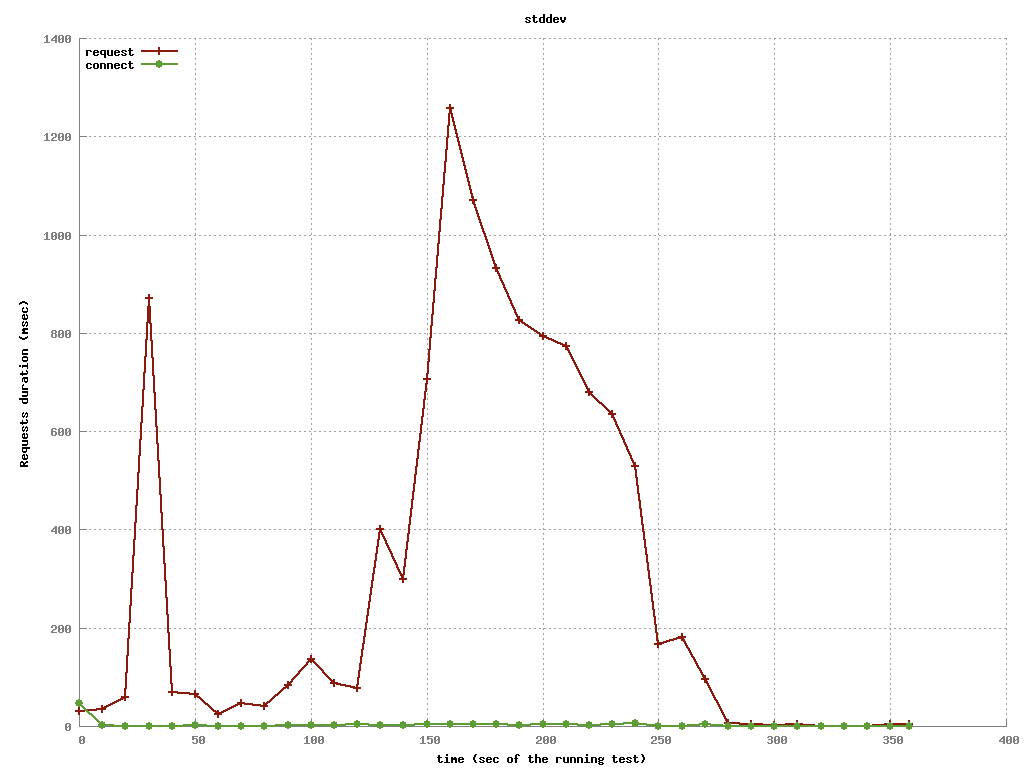 stddev
1400
request
connect
1200
1000
800
600
400
200
0
Requests duration (msec)
0 50 100 150 200 250 300 350 400
time (sec of the running test)